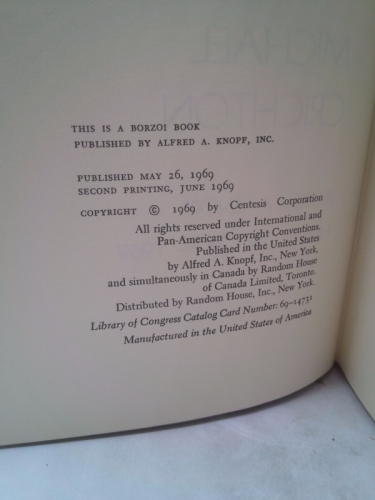 MICHAEL
CRICHTON
THIS IS A BORZOI BOOK
PUBLISHED BY ALFRED A. KNOPF, INC.
PUBLISHED MAY 26, 1969
SECOND PRINTING, JUNE 1969
COPYRIGHT © 1969 by Centesis Corporation
All rights reserved under International and
Pan-American Copyright Conventions.
Published in the United States
by Alfred A. Knopf, Inc., New York,
and simultaneously in Canada by Random House
of Canada Limited, Toronto.
Distributed by Random House, Inc., New York.
Library of Congress Catalog Card Number: 69–14731
Manufactured in the United States of America